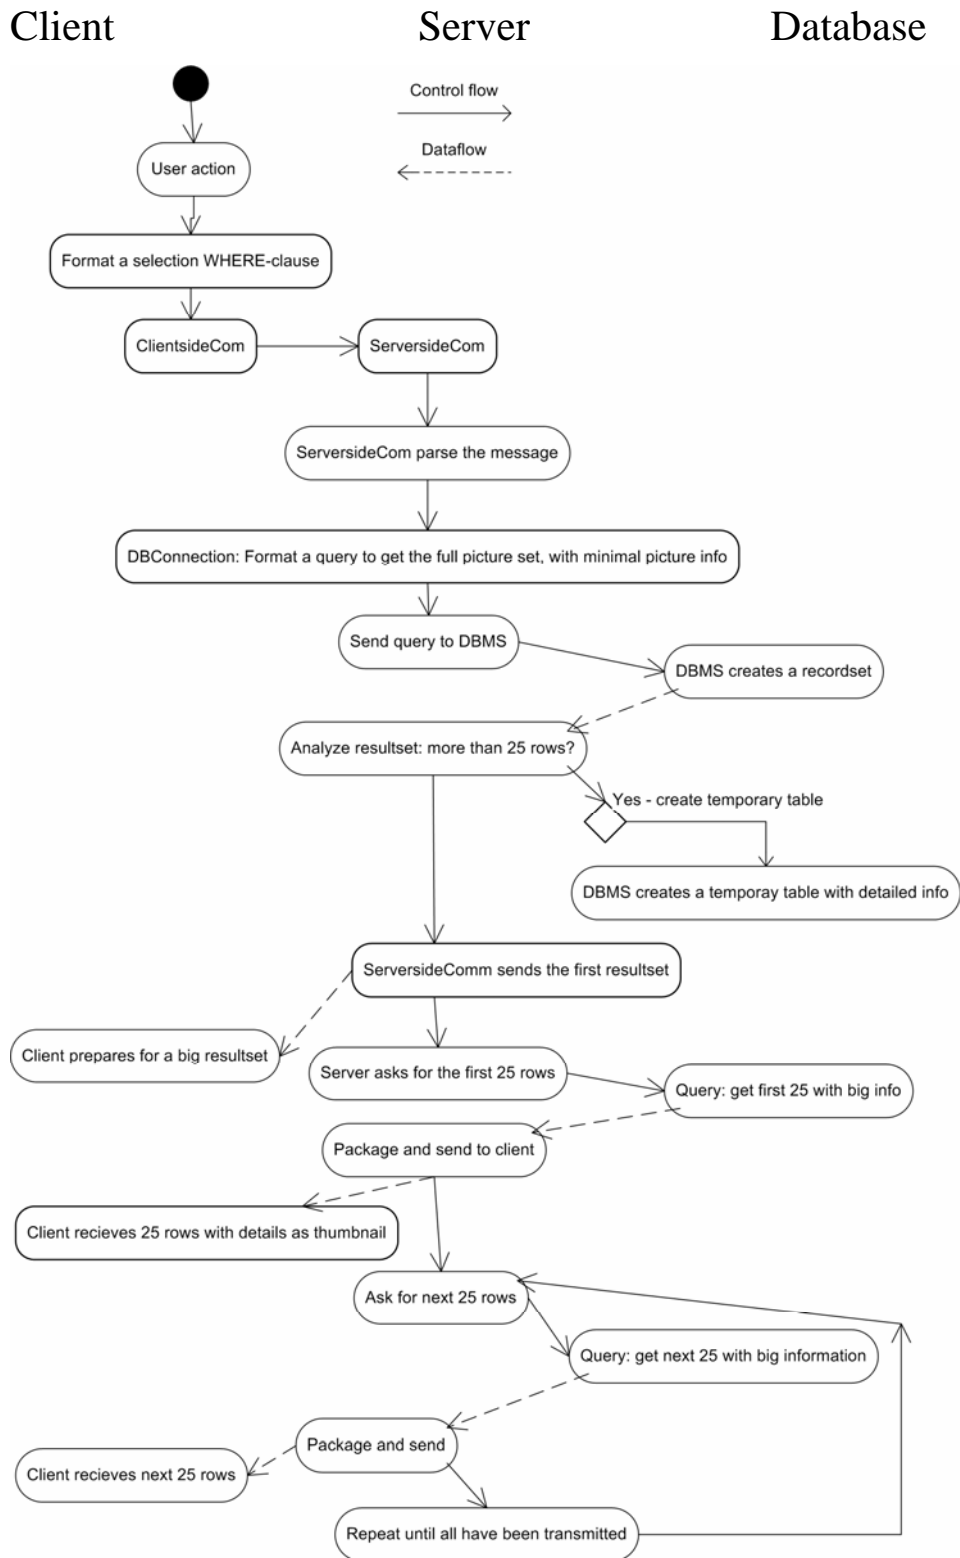 Client
Server
Database
Control flow
Dataflow
User action
Format a selection WHERE-clause
ClientsideCom
ServersideCom
ServersideCom parse the message
DBConnection: Format a query to get the full picture set, with minimal picture info
Send query to DBMS
DBMS creates a recordset
Analyze resultset: more than 25 rows?
Yes - create temporary table
DBMS creates a temporay table with detailed info
ServersideComm sends the first resultset
Client prepares for a big resultset
Server asks for the first 25 rows
Query: get first 25 with big info
Package and send to client
Client recieves 25 rows with details as thumbnail
Ask for next 25 rows
Query: get next 25 with big information
Package and send
Client recieves next 25 rows
Repeat until all have been transmitted